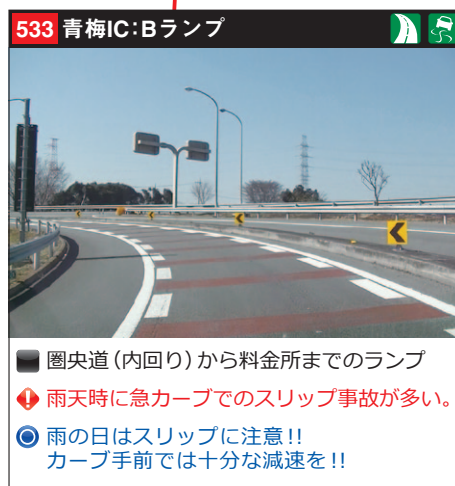 533 青梅IC:Bランプ
圏央道(内回り)から料金所までのランプ
雨天時に急カーブでのスリップ事故が多い。
雨の日はスリップに注意!!
カーブ手前では十分な減速を!!